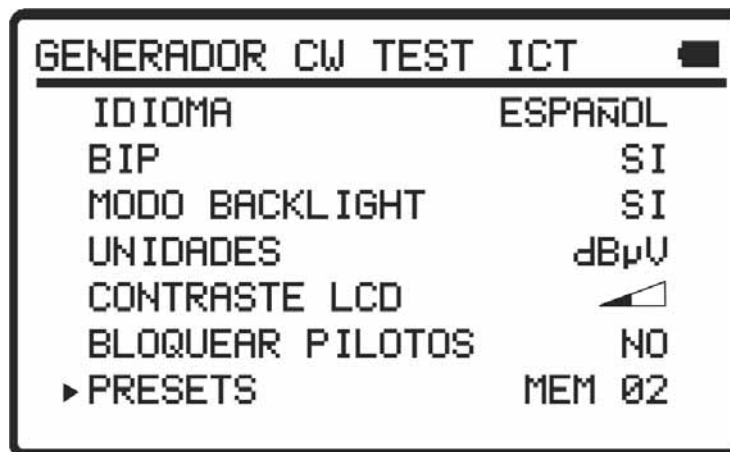 GENERADOR CW TEST ICT
IDIOMA ESPAÑOL
BIP SI
MODO BACKLIGHT SI
UNIDADES dBµV
CONTRASTE LCD
BLOQUEAR PILOTOS NO
▶PRESETS MEM 02